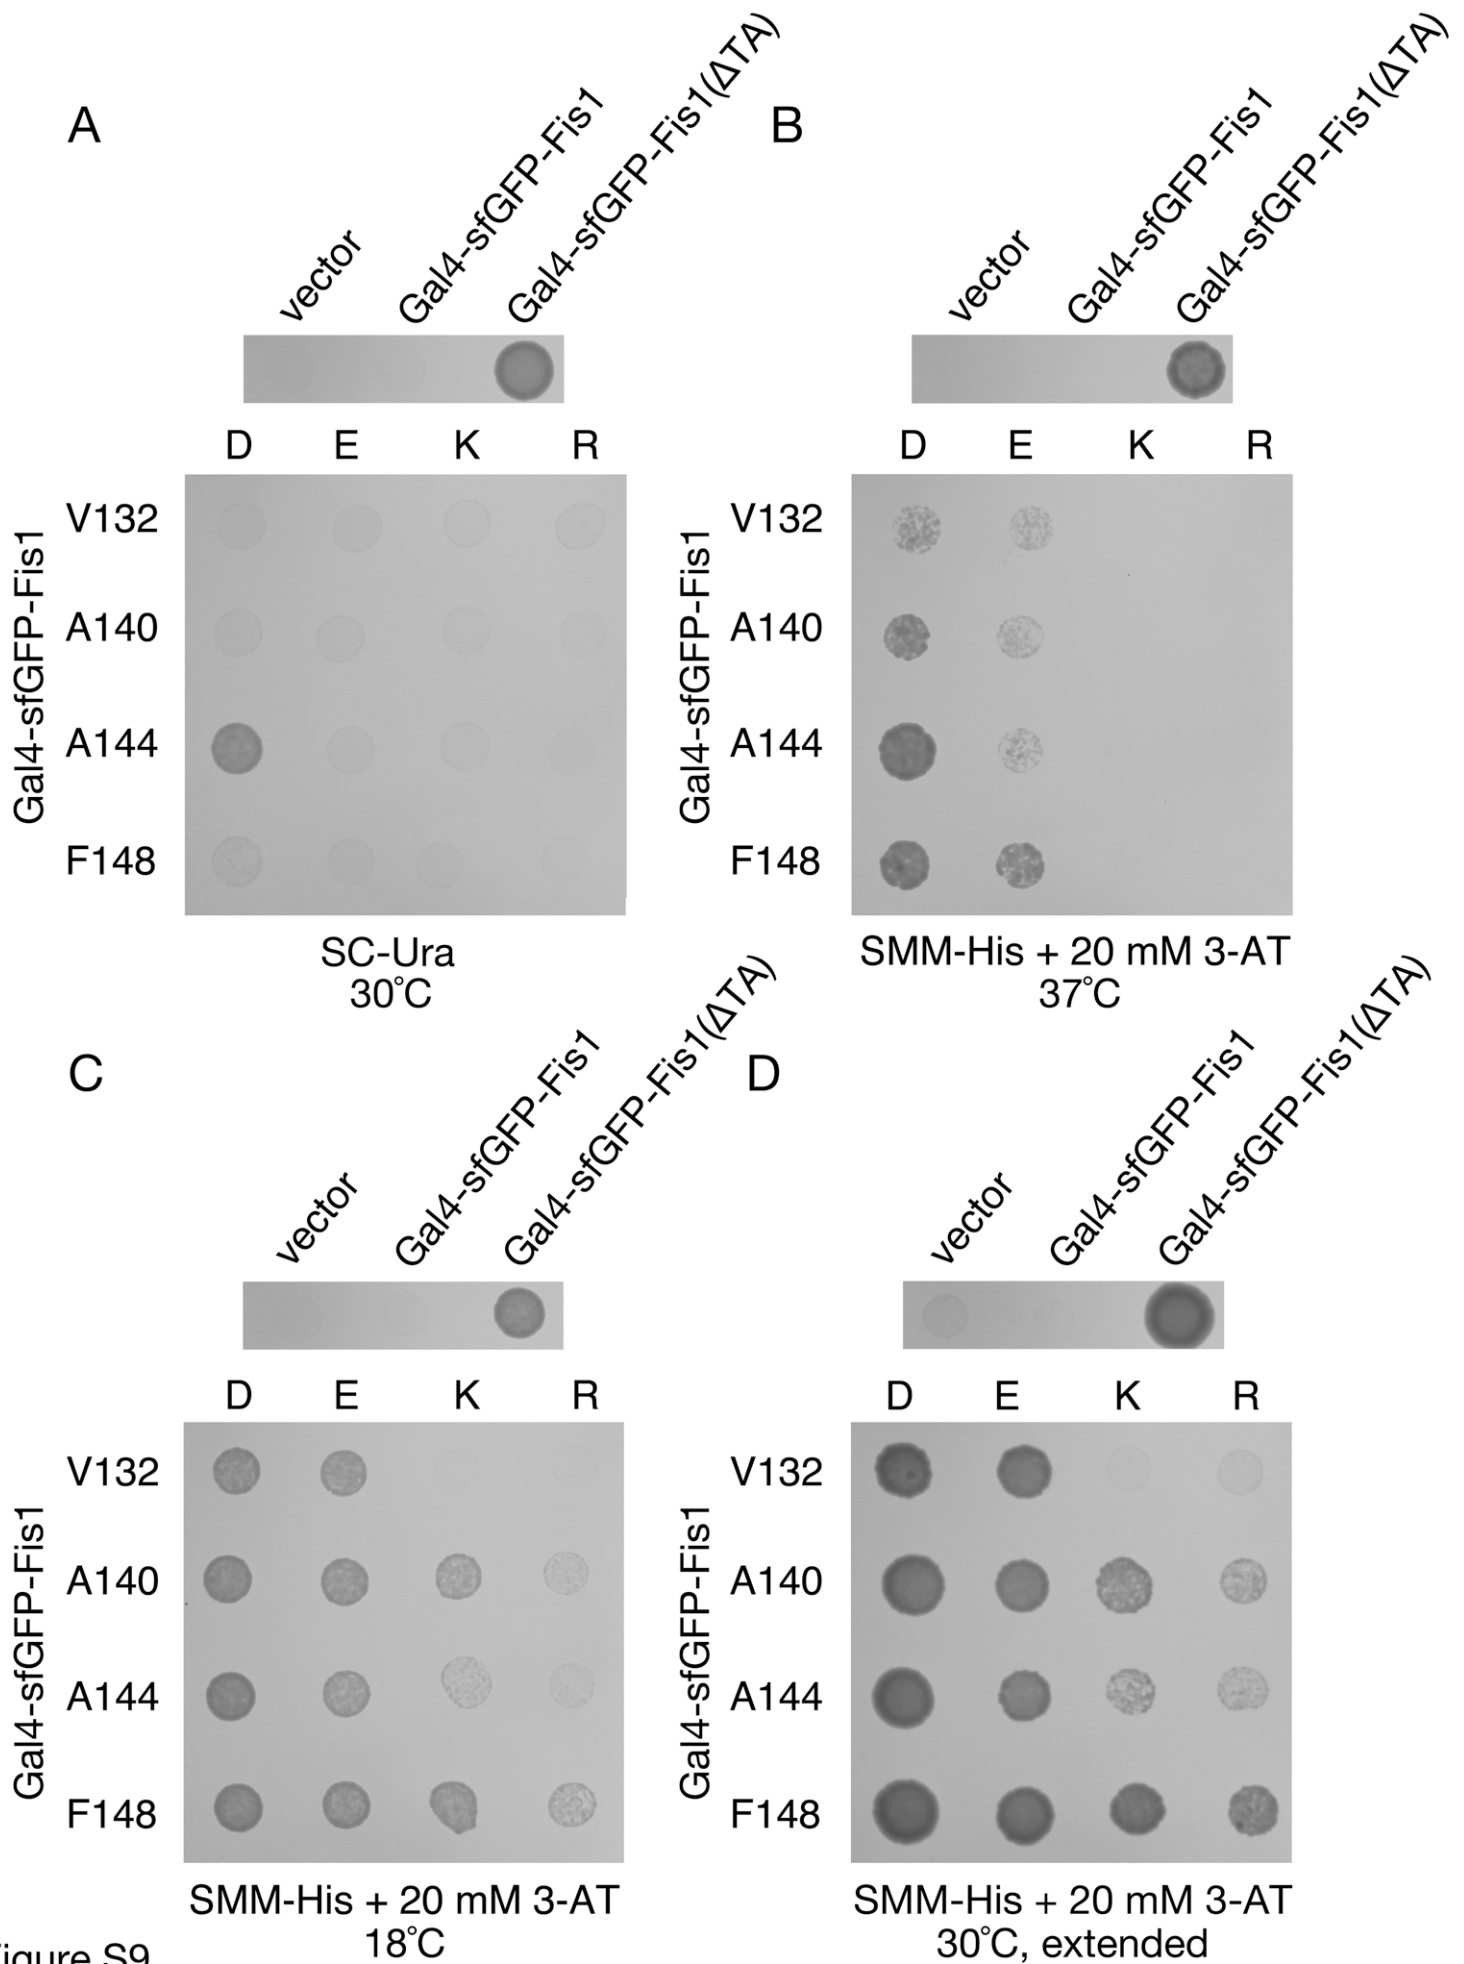 A
B
vector
Gal4-sfGFP-Fis1
Gal4-sfGFP-Fis1(ΔTA)
vector
Gal4-sfGFP-Fis1
Gal4-sfGFP-Fis1(ΔTA)
D E K R
D E K R
Gal4-sfGFP-Fis1
V132
A140
A144
F148
Gal4-sfGFP-Fis1
V132
A140
A144
F148
SC-Ura
30°C
SMM-His + 20 mM 3-AT
37°C
C
D
vector
Gal4-sfGFP-Fis1
Gal4-sfGFP-Fis1(ΔTA)
vector
Gal4-sfGFP-Fis1
Gal4-sfGFP-Fis1(ΔTA)
D E K R
D E K R
Gal4-sfGFP-Fis1
V132
A140
A144
F148
Gal4-sfGFP-Fis1
V132
A140
A144
F148
SMM-His + 20 mM 3-AT
18°C
SMM-His + 20 mM 3-AT
30°C, extended
igure S9